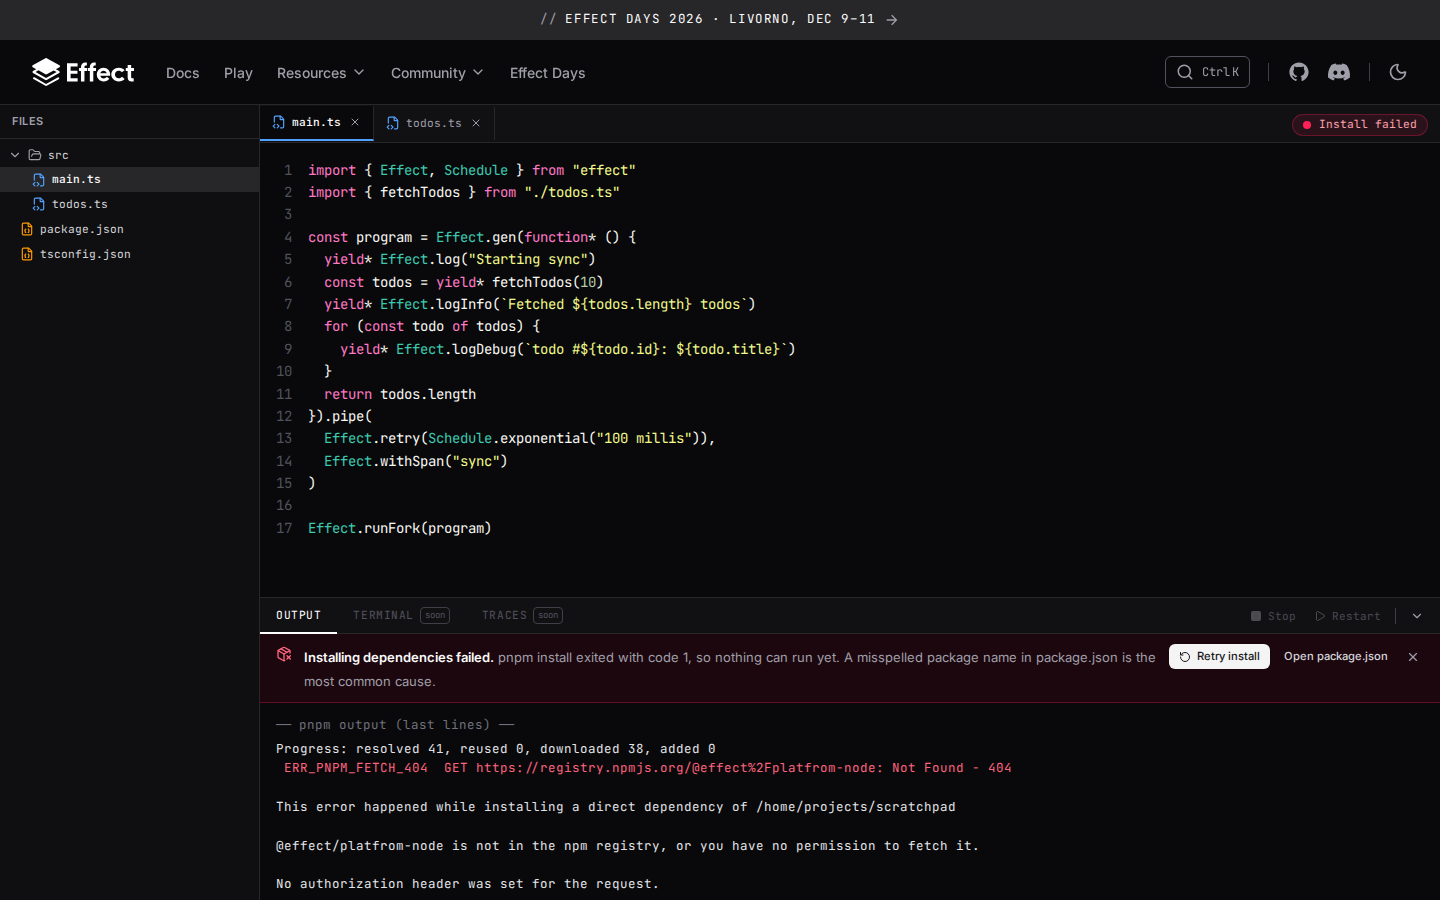 // EFFECT DAYS 2026 · LIVORNO, DEC 9–11 →
Effect
Docs
Play
Resources
Community
Effect Days
Ctrl K
FILES
src
main.ts
todos.ts
package.json
tsconfig.json
main.ts
todos.ts
Install failed
1 import { Effect, Schedule } from "effect"
2 import { fetchTodos } from "./todos.ts"
3
4 const program = Effect.gen(function* () {
5   yield* Effect.log("Starting sync")
6   const todos = yield* fetchTodos(10)
7   yield* Effect.logInfo(`Fetched ${todos.length} todos`)
8   for (const todo of todos) {
9     yield* Effect.logDebug(`todo #${todo.id}: ${todo.title}`)
10   }
11   return todos.length
12 }).pipe(
13   Effect.retry(Schedule.exponential("100 millis")),
14   Effect.withSpan("sync")
15 )
16
17 Effect.runFork(program)
OUTPUT
TERMINAL soon
TRACES soon
Stop
Restart
Installing dependencies failed. pnpm install exited with code 1, so nothing can run yet. A misspelled package name in package.json is the
most common cause.
Retry install
Open package.json
── pnpm output (last lines) ──
Progress: resolved 41, reused 0, downloaded 38, added 0
ERR_PNPM_FETCH_404  GET https://registry.npmjs.org/@effect%2Fplatfrom-node: Not Found - 404
This error happened while installing a direct dependency of /home/projects/scratchpad
@effect/platfrom-node is not in the npm registry, or you have no permission to fetch it.
No authorization header was set for the request.